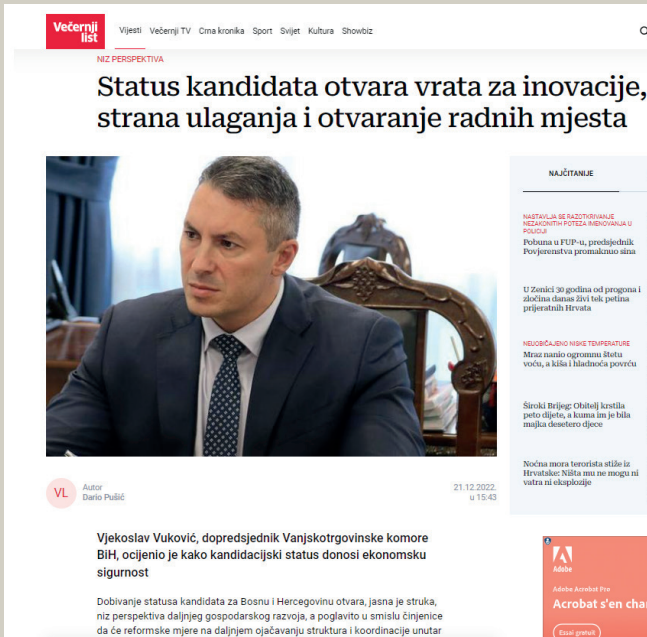 Večernji
list
Vijesti Večernji TV Crna kronika Sport Svijet Kultura Showbiz
NIZ PERSPEKTIVA
Status kandidata otvara vrata za inovacije,
strana ulaganja i otvaranje radnih mjesta
NAJČITANIJE
NASTAVLJA SE RAZOTKRIVANJE
NEZAKONITIH POTEZA IMENOVANJA U
POLICIJI
Pobuna u FUP-u, predsjednik
Povjerenstva promaknuo sina
U Zenici 30 godina od progona i
zločina danas živi tek petina
prijeratnih Hrvata
NEUOBIČAJENO NISKE TEMPERATURE
Mraz nanio ogromnu štetu
voću, a kiša i hladnoća povrću
Široki Brijeg: Obitelj krstila
peto dijete, a kuma im je bila
majka desetero djece
Noćna mora terorista stiže iz
Hrvatske: Ništa mu ne mogu ni
vatra ni eksplozije
VL
Autor
Dario Pušić
21.12.2022.
u 15:43
Vjekoslav Vuković, dopredsjednik Vanjskotrgovinske komore
BiH, ocijenio je kako kandidacijski status donosi ekonomsku
sigurnost
Dobivanje statusa kandidata za Bosnu i Hercegovinu otvara, jasna je struka,
niz perspektiva daljnjeg gospodarskog razvoja, a poglavito u smislu činjenice
da će reformske mjere na daljnjem ojačavanju struktura i koordinacije unutar
Adobe
Adobe Acrobat Pro
Acrobat s'en char
Essai gratuit